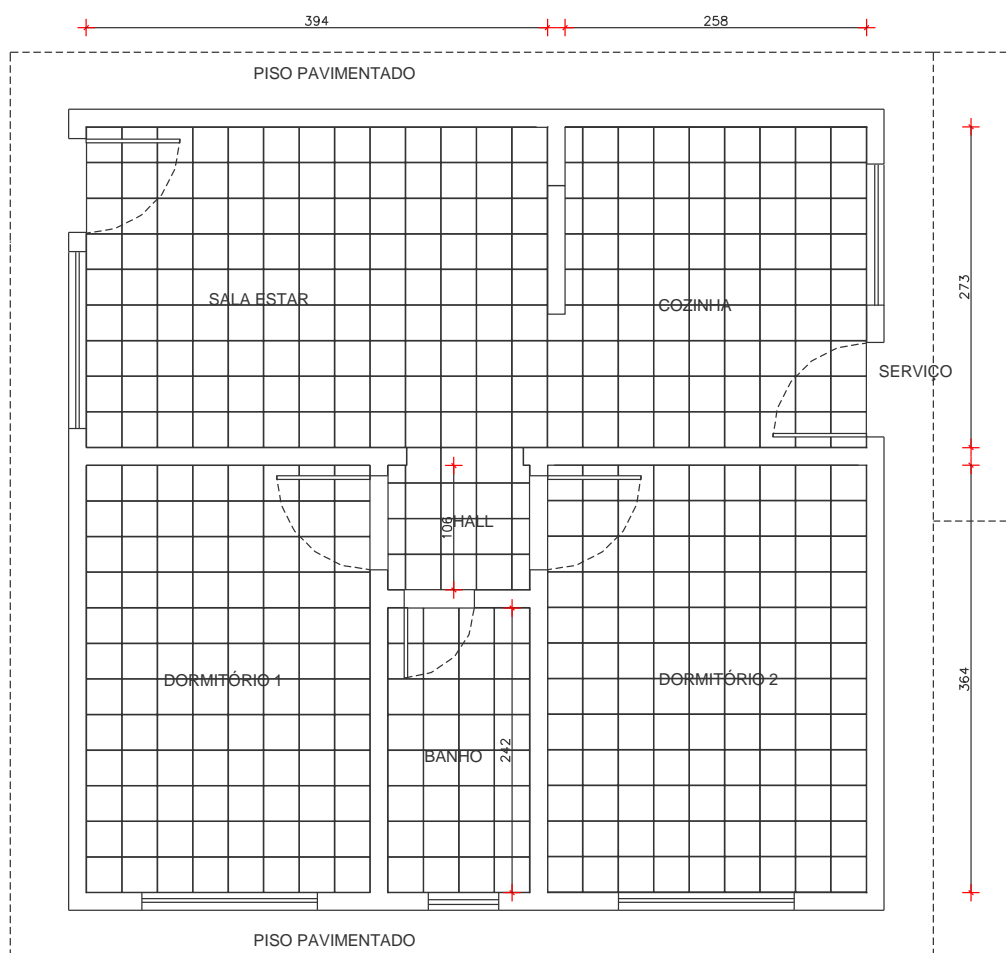 394
258
PISO PAVIMENTADO
SALA ESTAR
COZINHA
273
SERVIÇO
HALL
106
DORMITÓRIO 1
DORMITÓRIO 2
364
BANHO
242
PISO PAVIMENTADO